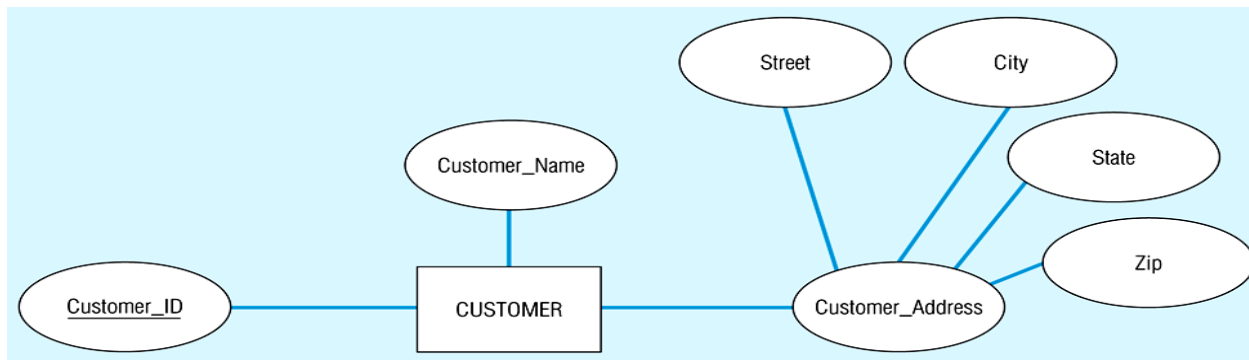 Street
City
Customer_Name
State
Zip
Customer_ID
CUSTOMER
Customer_Address